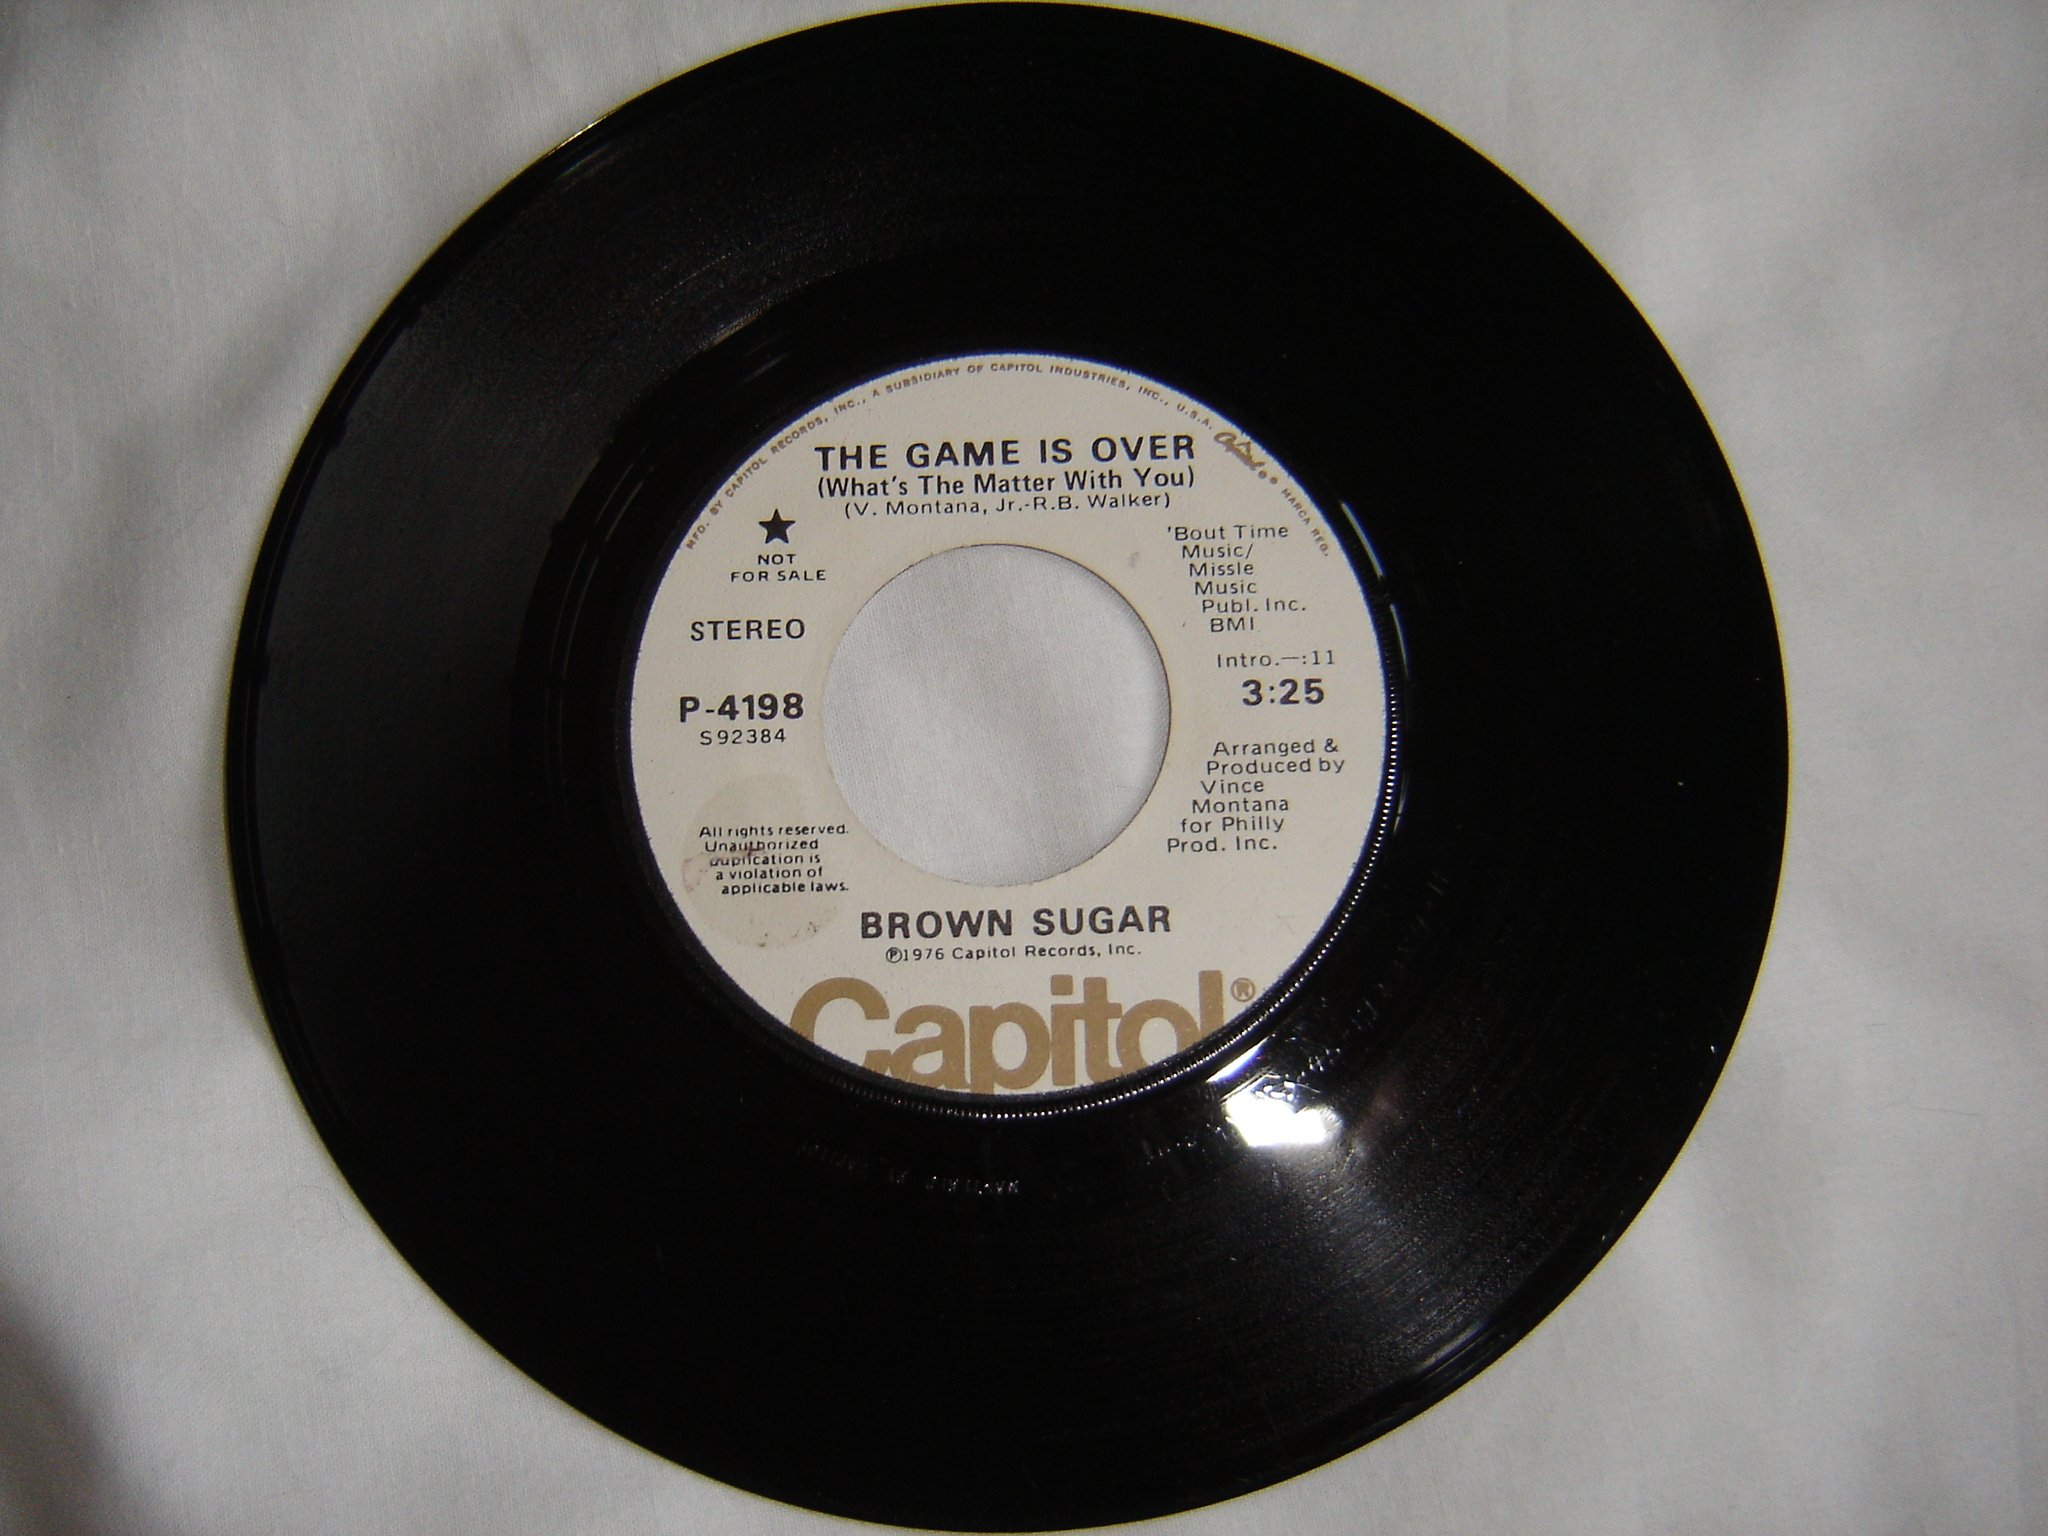 MFD. BY CAPITOL RECORDS, INC., A SUBSIDIARY OF CAPITOL INDUSTRIES, INC., U.S.A. Capitol ® MARCA REG.
THE GAME IS OVER
(What's The Matter With You)
(V. Montana, Jr.-R.B. Walker)
★
NOT
FOR SALE
STEREO
P-4198
S92384
'Bout Time
Music/
Missle
Music
Publ. Inc.
BMI
Intro.—:11
3:25
Arranged &
Produced by
Vince
Montana
for Philly
Prod. Inc.
All rights reserved.
Unauthorized
duplication is
a violation of
applicable laws.
BROWN SUGAR
℗1976 Capitol Records, Inc.
Capitol®